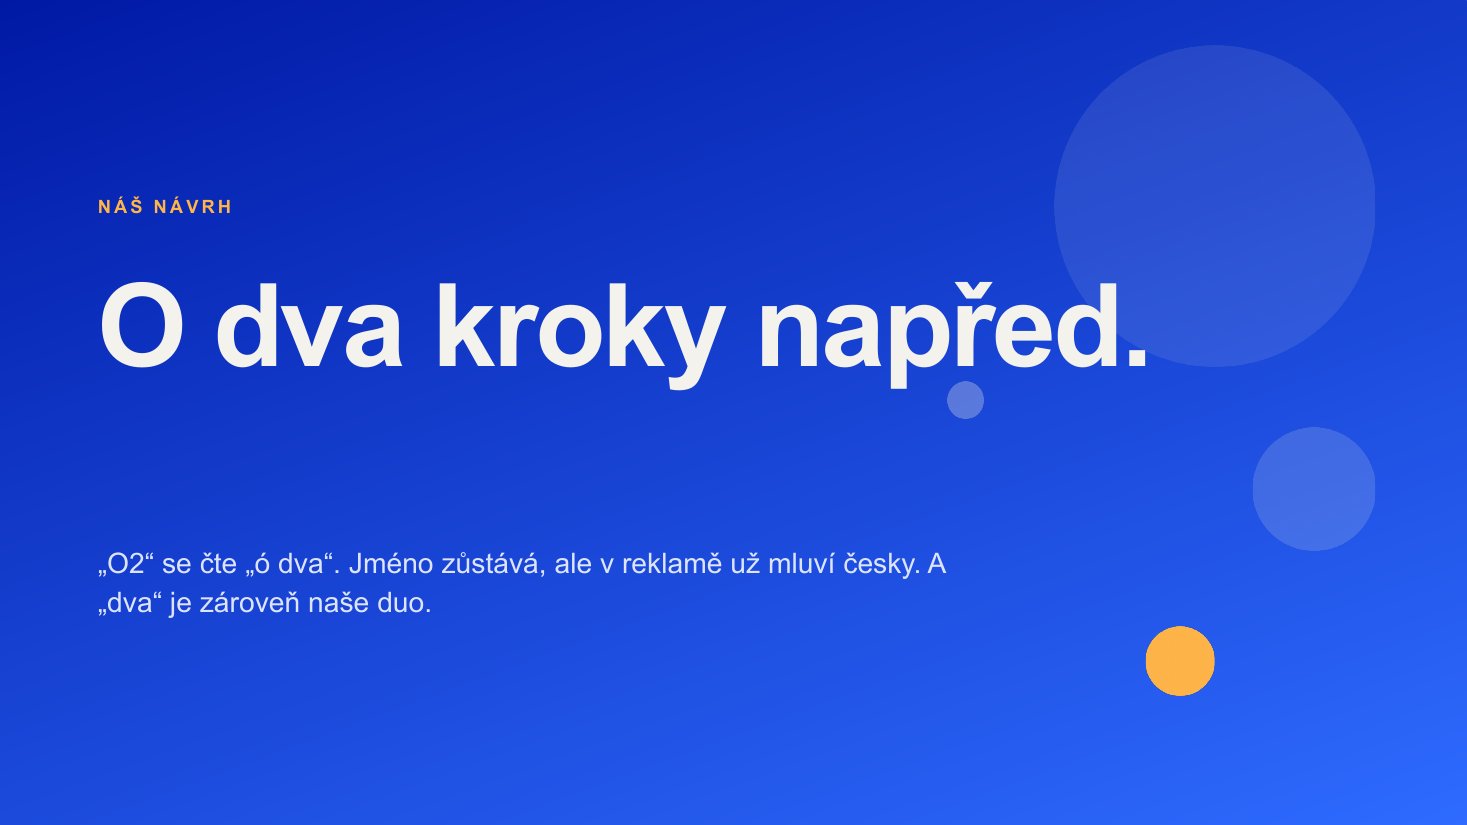 NÁŠ NÁVRH
O dva kroky napřed.
„O2“ se čte „ó dva“. Jméno zůstává, ale v reklamě už mluví česky. A
„dva“ je zároveň naše duo.